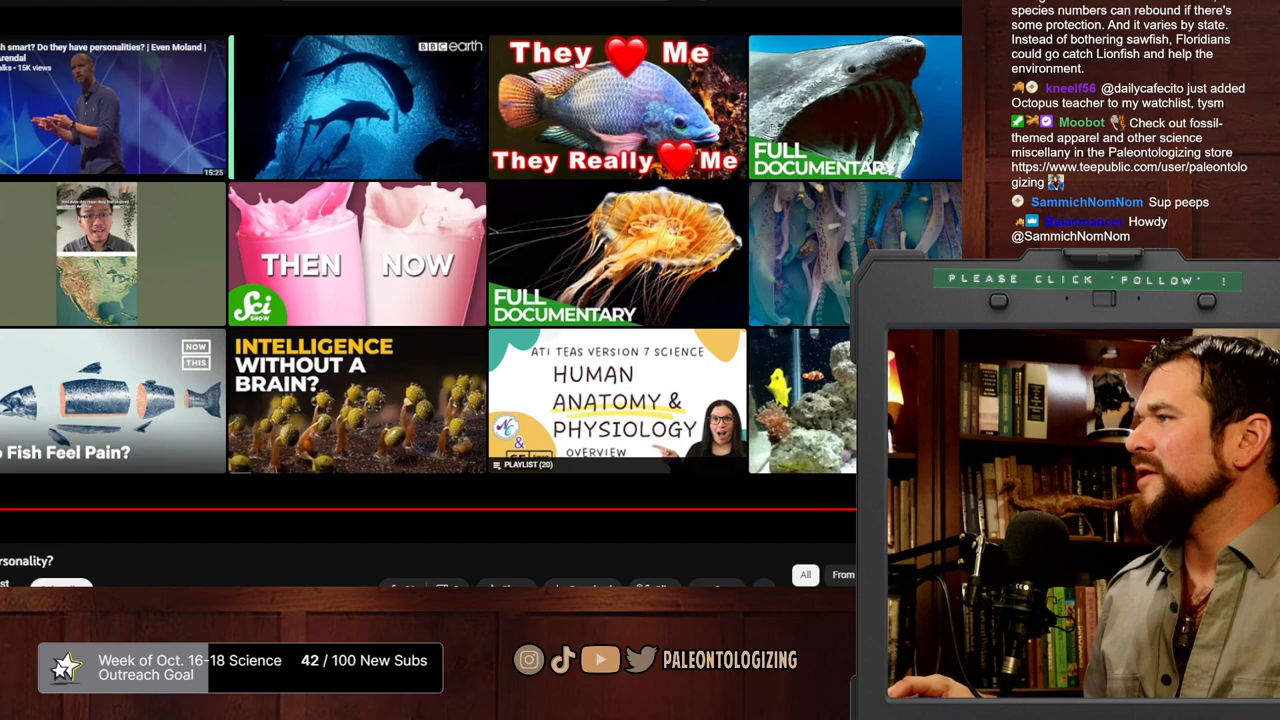 sh smart? Do they have personalities? | Even Moland |
Arendal
alks • 15K views
15:25
BBC earth
They Me
They Really Me
FULL
DOCUMENTARY
THEN NOW
Sci
SHOW
FULL
DOCUMENTARY
NOW
THIS
o Fish Feel Pain?
INTELLIGENCE
WITHOUT A
BRAIN?
ATI TEAS VERSION 7 SCIENCE
HUMAN
ANATOMY &
PHYSIOLOGY
OVERVIEW
&
PLAYLIST (20)
rsonality?
st
All
From
species numbers can rebound if there's
some protection. And it varies by state.
Instead of bothering sawfish, Floridians
could go catch Lionfish and help the
environment.
kneelf56 @dailycafecito just added
Octopus teacher to my watchlist, tysm
Moobot Check out fossil-
themed apparel and other science
miscellany in the Paleontologizing store
https://www.teepublic.com/user/paleontolo
gizing
SammichNomNom Sup peeps
Howdy
@SammichNomNom
PLEASE CLICK "FOLLOW" !
Week of Oct. 16-18 Science 42 / 100 New Subs
Outreach Goal
PALEONTOLOGIZING